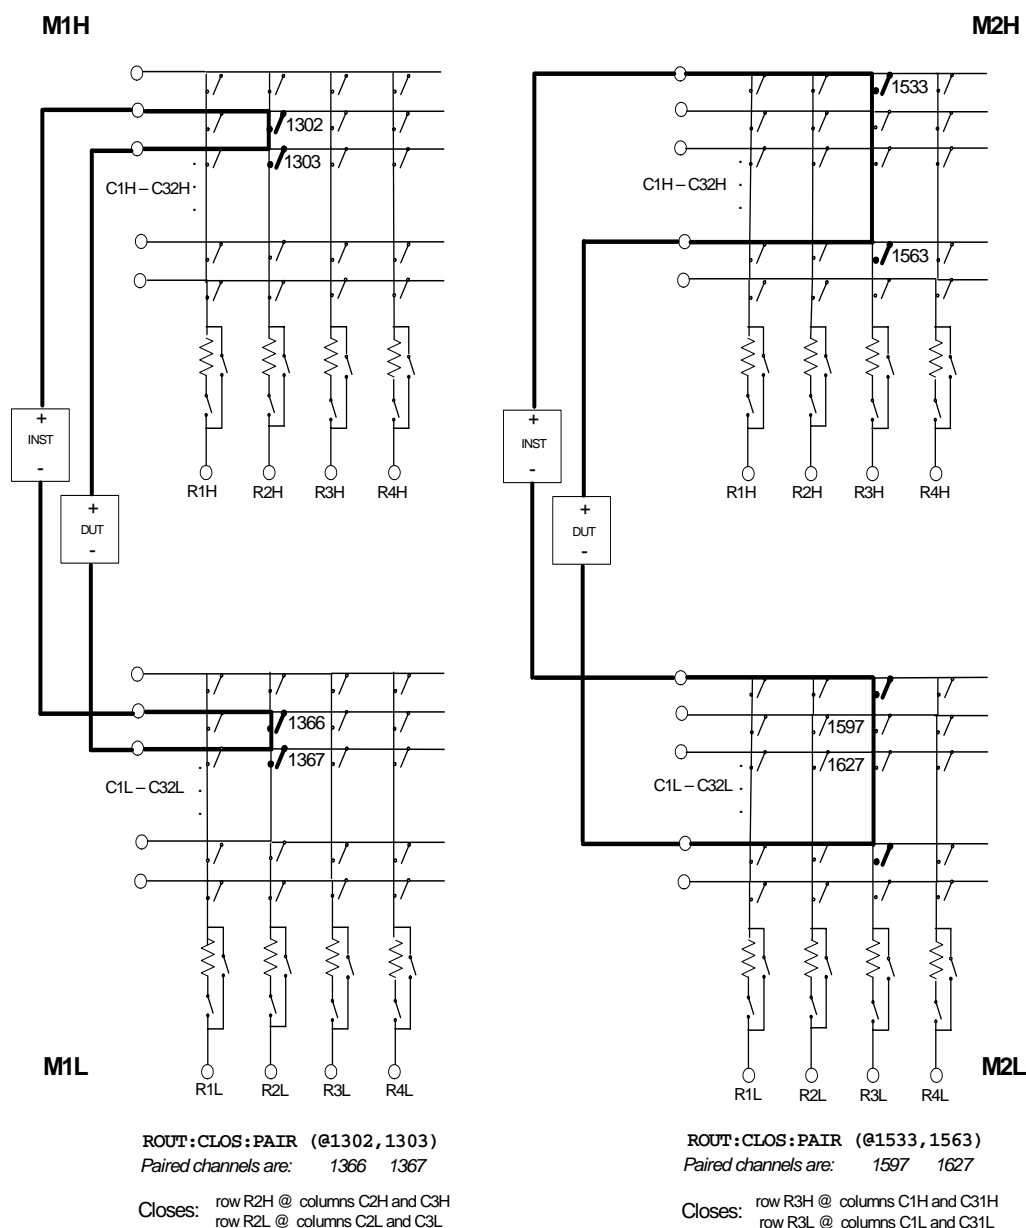 M1H
M2H
1302
1303
C1H – C32H
+
INST
-
+
DUT
-
R1H R2H R3H R4H
1533
C1H – C32H
1563
+
INST
-
+
DUT
-
R1H R2H R3H R4H
1366
1367
C1L – C32L
R1L R2L R3L R4L
M1L
1597
1627
C1L – C32L
R1L R2L R3L R4L
M2L
ROUT:CLOS:PAIR (@1302,1303)
Paired channels are: 1366 1367
Closes: row R2H @ columns C2H and C3H
row R2L @ columns C2L and C3L
ROUT:CLOS:PAIR (@1533,1563)
Paired channels are: 1597 1627
Closes: row R3H @ columns C1H and C31H
row R3L @ columns C1L and C31L